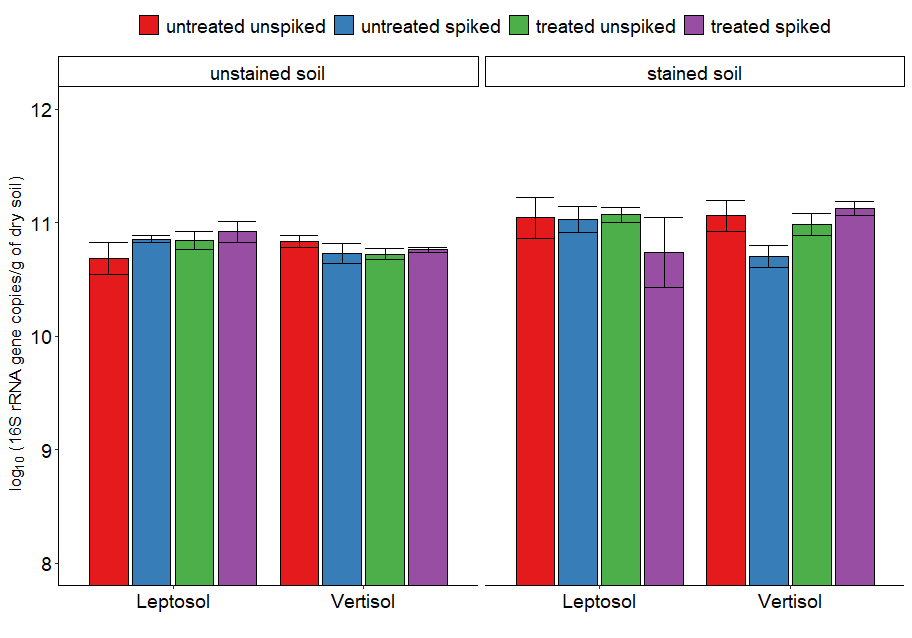 untreated unspiked untreated spiked treated unspiked treated spiked
unstained soil stained soil
log10 (16S rRNA gene copies/g of dry soil)
12
11
10
9
8
Leptosol Vertisol Leptosol Vertisol